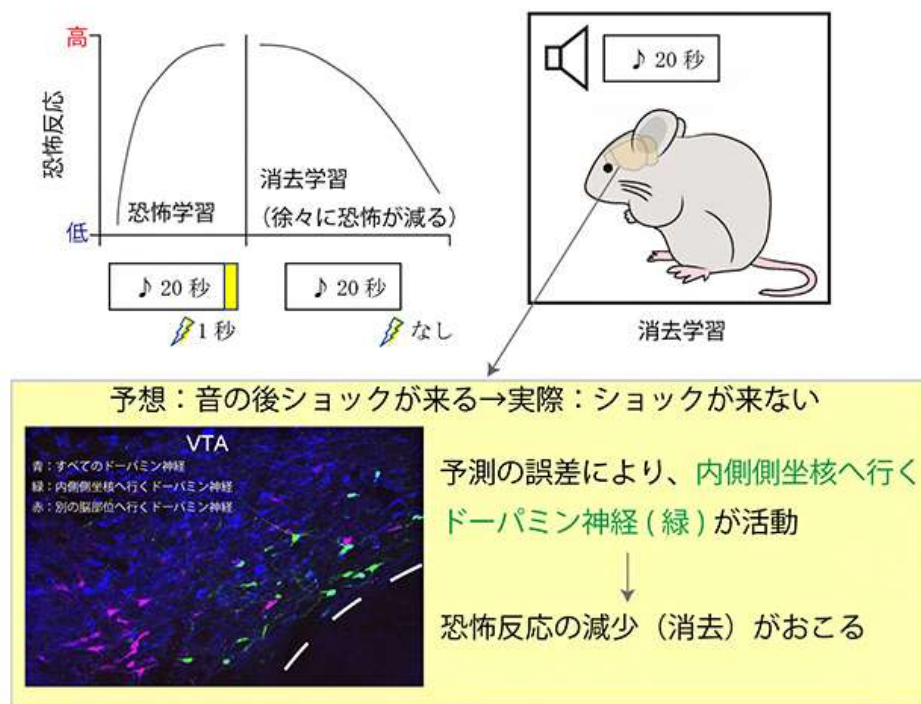 高
恐怖反応
低
恐怖学習
消去学習
(徐々に恐怖が減る)
♪ 20 秒
1 秒
♪ 20 秒
なし
♪ 20 秒
消去学習
予想：音の後ショックが来る→実際：ショックが来ない
VTA
青：すべてのドーパミン神経
緑：内側側坐核へ行くドーパミン神経
赤：別の脳部位へ行くドーパミン神経
予測の誤差により、内側側坐核へ行く
ドーパミン神経 ( 緑 ) が活動
恐怖反応の減少（消去）がおこる